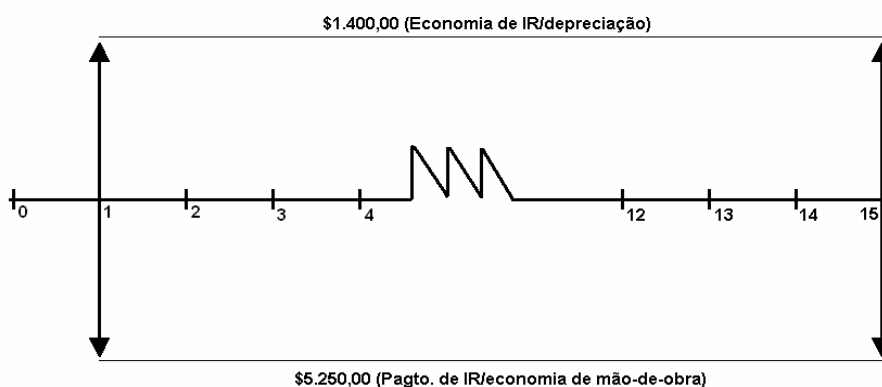 $1.400,00 (Economia de IR/depreciação)
0 1 2 3 4 12 13 14 15
$5.250,00 (Pagto. de IR/economia de mão-de-obra)